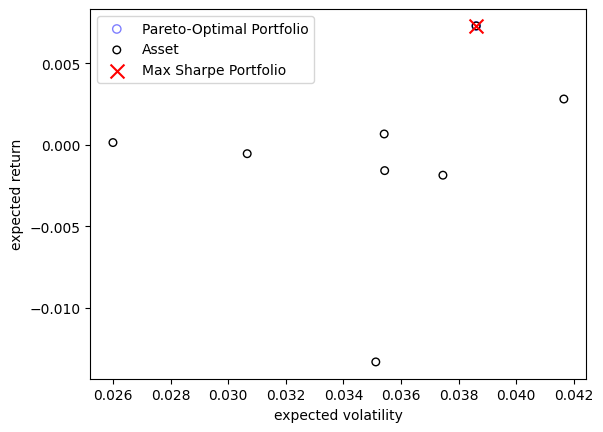 Pareto-Optimal Portfolio
Asset
Max Sharpe Portfolio
expected return
0.005
0.000
−0.005
−0.010
0.026 0.028 0.030 0.032 0.034 0.036 0.038 0.040 0.042
expected volatility